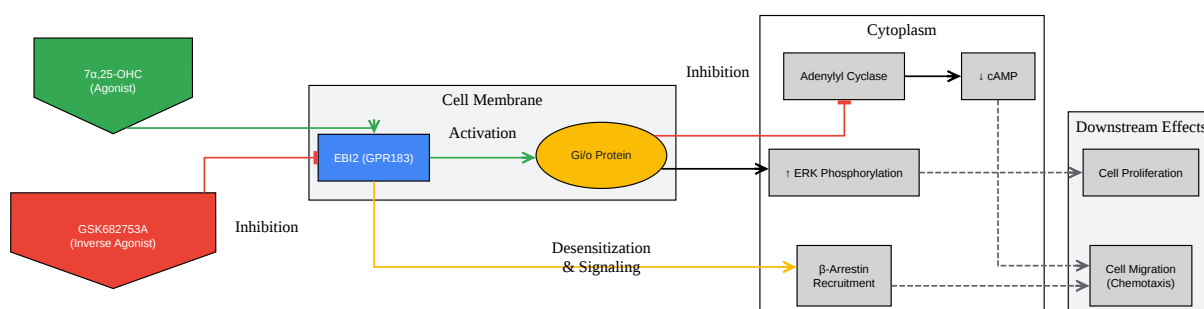 7α,25-OHC
(Agonist)
GSK682753A
(Inverse Agonist)
Inhibition
Cell Membrane
EBI2 (GPR183)
Activation
Gi/o Protein
Inhibition
Desensitization
& Signaling
Cytoplasm
Adenylyl Cyclase
↓ cAMP
↑ ERK Phosphorylation
β-Arrestin
Recruitment
Downstream Effects
Cell Proliferation
Cell Migration
(Chemotaxis)